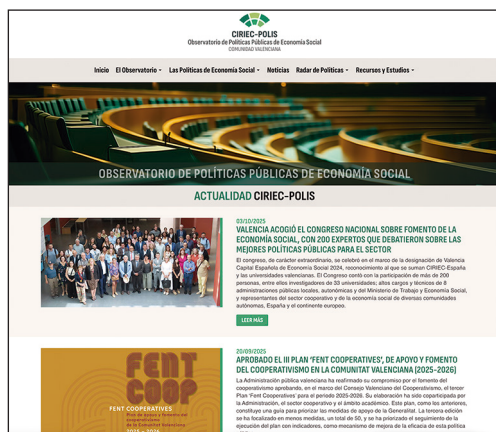 CIRIEC-POLIS
Observatorio de Políticas Públicas de Economía Social
COMUNIDAD VALENCIANA
Inicio El Observatorio Las Políticas de Economía Social Noticias Radar de Políticas Recursos y Estudios
OBSERVATORIO DE POLÍTICAS PÚBLICAS DE ECONOMÍA SOCIAL
ACTUALIDAD CIRIEC-POLIS
03/10/2025
VALENCIA ACOGIÓ EL CONGRESO NACIONAL SOBRE FOMENTO DE LA
ECONOMÍA SOCIAL, CON 200 EXPERTOS QUE DEBATIERON SOBRE LAS
MEJORES POLÍTICAS PÚBLICAS PARA EL SECTOR
El congreso, de carácter extraordinario, se celebró en el marco de la designación de Valencia
Capital Española de Economía Social 2024, reconocimiento al que se suman CIRIEC-España
y las universidades valencianas. El Congreso contó con la participación de más de 200
personas, entre ellos investigadores de 33 universidades; altos cargos y técnicos de 8
administraciones públicas locales, autonómicas y del Ministerio de Trabajo y Economía Social,
y representantes del sector cooperativo y de la economía social de diversas comunidades
autónomas, España y el continente europeo.
LEER MÁS
FENT
COOP
FENT COOPERATIVES
Plan de apoyo y fomento del
cooperativismo
de la Comunitat Valenciana
2025 – 2026
20/09/2025
APROBADO EL III PLAN ‘FENT COOPERATIVES’, DE APOYO Y FOMENTO
DEL COOPERATIVISMO EN LA COMUNITAT VALENCIANA (2025-2026)
La Administración pública valenciana ha reafirmado su compromiso por el fomento del
cooperativismo aprobando, en el marco del Consejo Valenciano del Cooperativismo, el tercer
Plan ‘Fent Cooperatives’ para el periodo 2025-2026. Su elaboración ha sido coparticipada por
la Administración, el sector cooperativo y el ámbito académico. Este plan, como los anteriores,
constituye una guía para priorizar las medidas de apoyo de la Generalitat. La tercera edición
se ha focalizado en menos medidas, un total de 50, y se ha priorizado el seguimiento de la
ejecución del plan con indicadores, como mecanismo de mejora de la eficacia de esta política